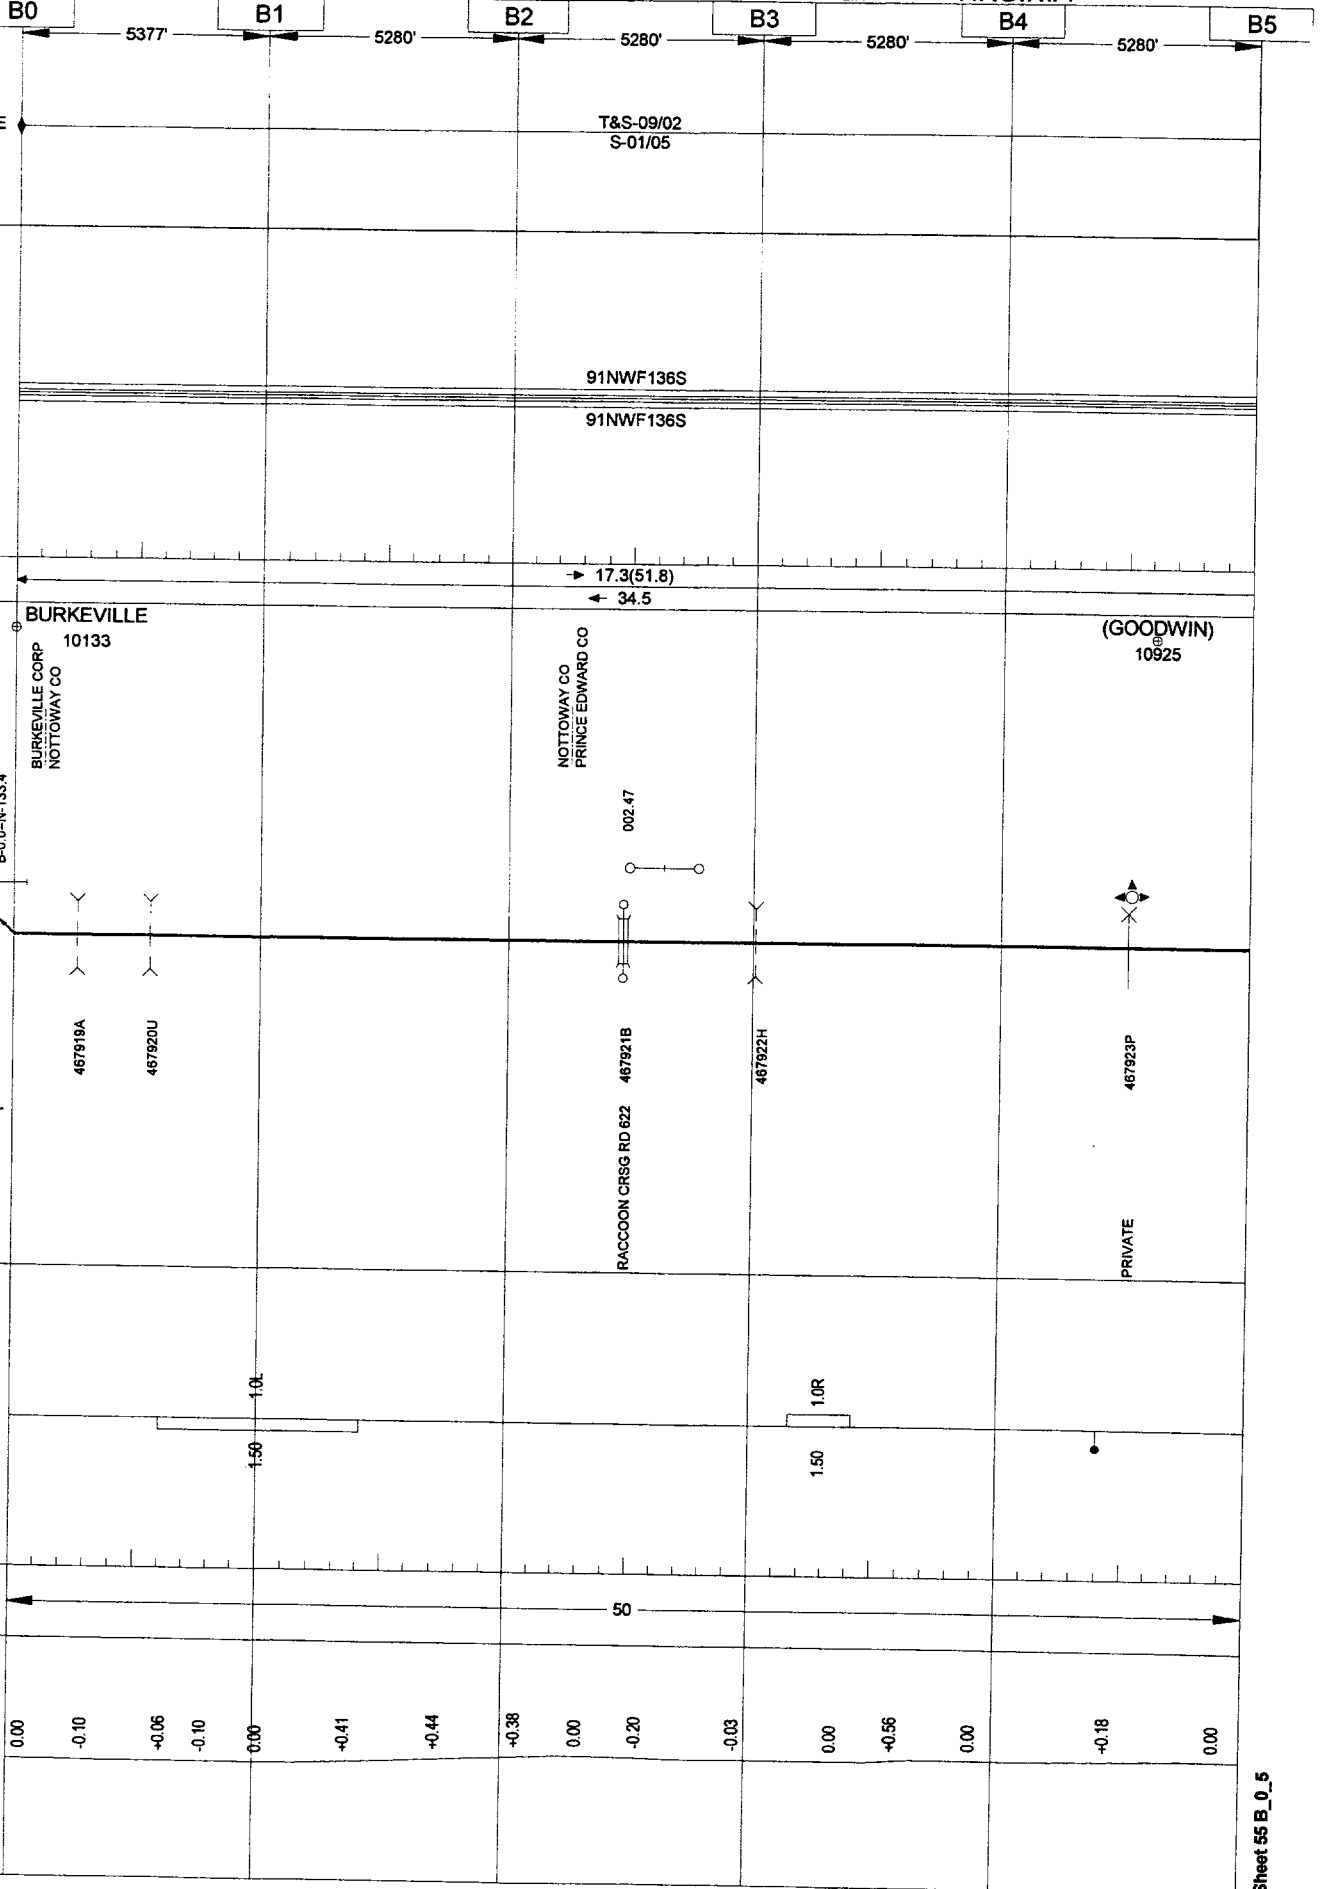 B0 B1 B2 B3 B4 B5
5377' 5280' 5280' 5280' 5280'
E
T&S-09/02
S-01/05
91NWF136S
91NWF136S
17.3(51.8)
34.5
BURKEVILLE
10133
(GOODWIN)
10925
BURKEVILLE CORP
NOTTOWAY CO
NOTTOWAY CO
PRINCE EDWARD CO
B-0.0=N-133.4
002.47
467919A
467920U
467921B
RACCOON CRSG RD 622
467922H
467923P
PRIVATE
1.0L
1.50
1.0R
1.50
50
0.00 -0.10 +0.06 -0.10 0.00 +0.41 +0.44 +0.38 0.00 -0.20 -0.03 0.00 +0.56 0.00 +0.18 0.00
Sheet 55 B_0_5